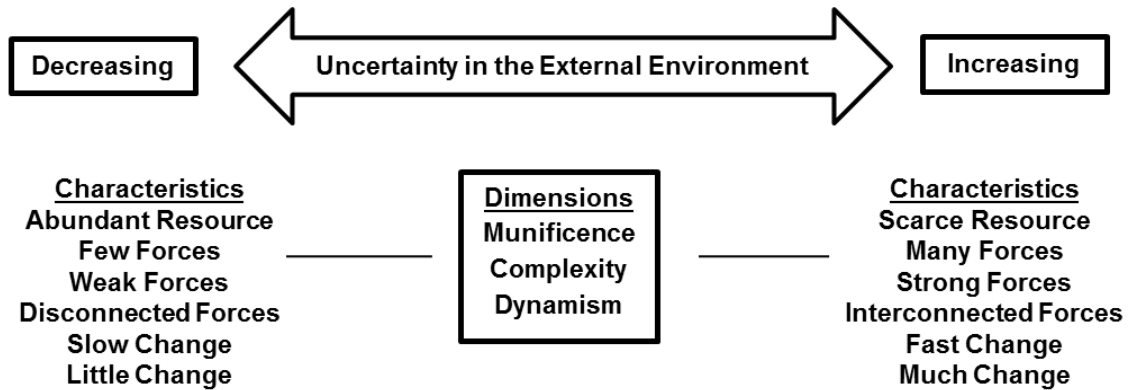 Decreasing
Uncertainty in the External Environment
Increasing
Characteristics
Abundant Resource
Few Forces
Weak Forces
Disconnected Forces
Slow Change
Little Change
Dimensions
Munificence
Complexity
Dynamism
Characteristics
Scarce Resource
Many Forces
Strong Forces
Interconnected Forces
Fast Change
Much Change